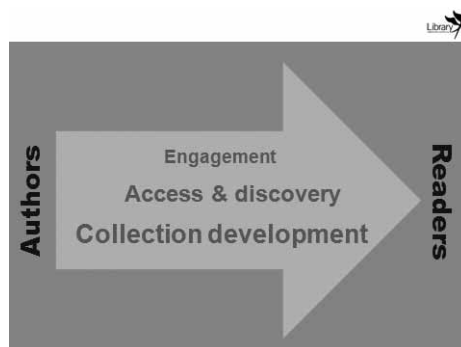 Library
Authors
Engagement
Access & discovery
Collection development
Readers